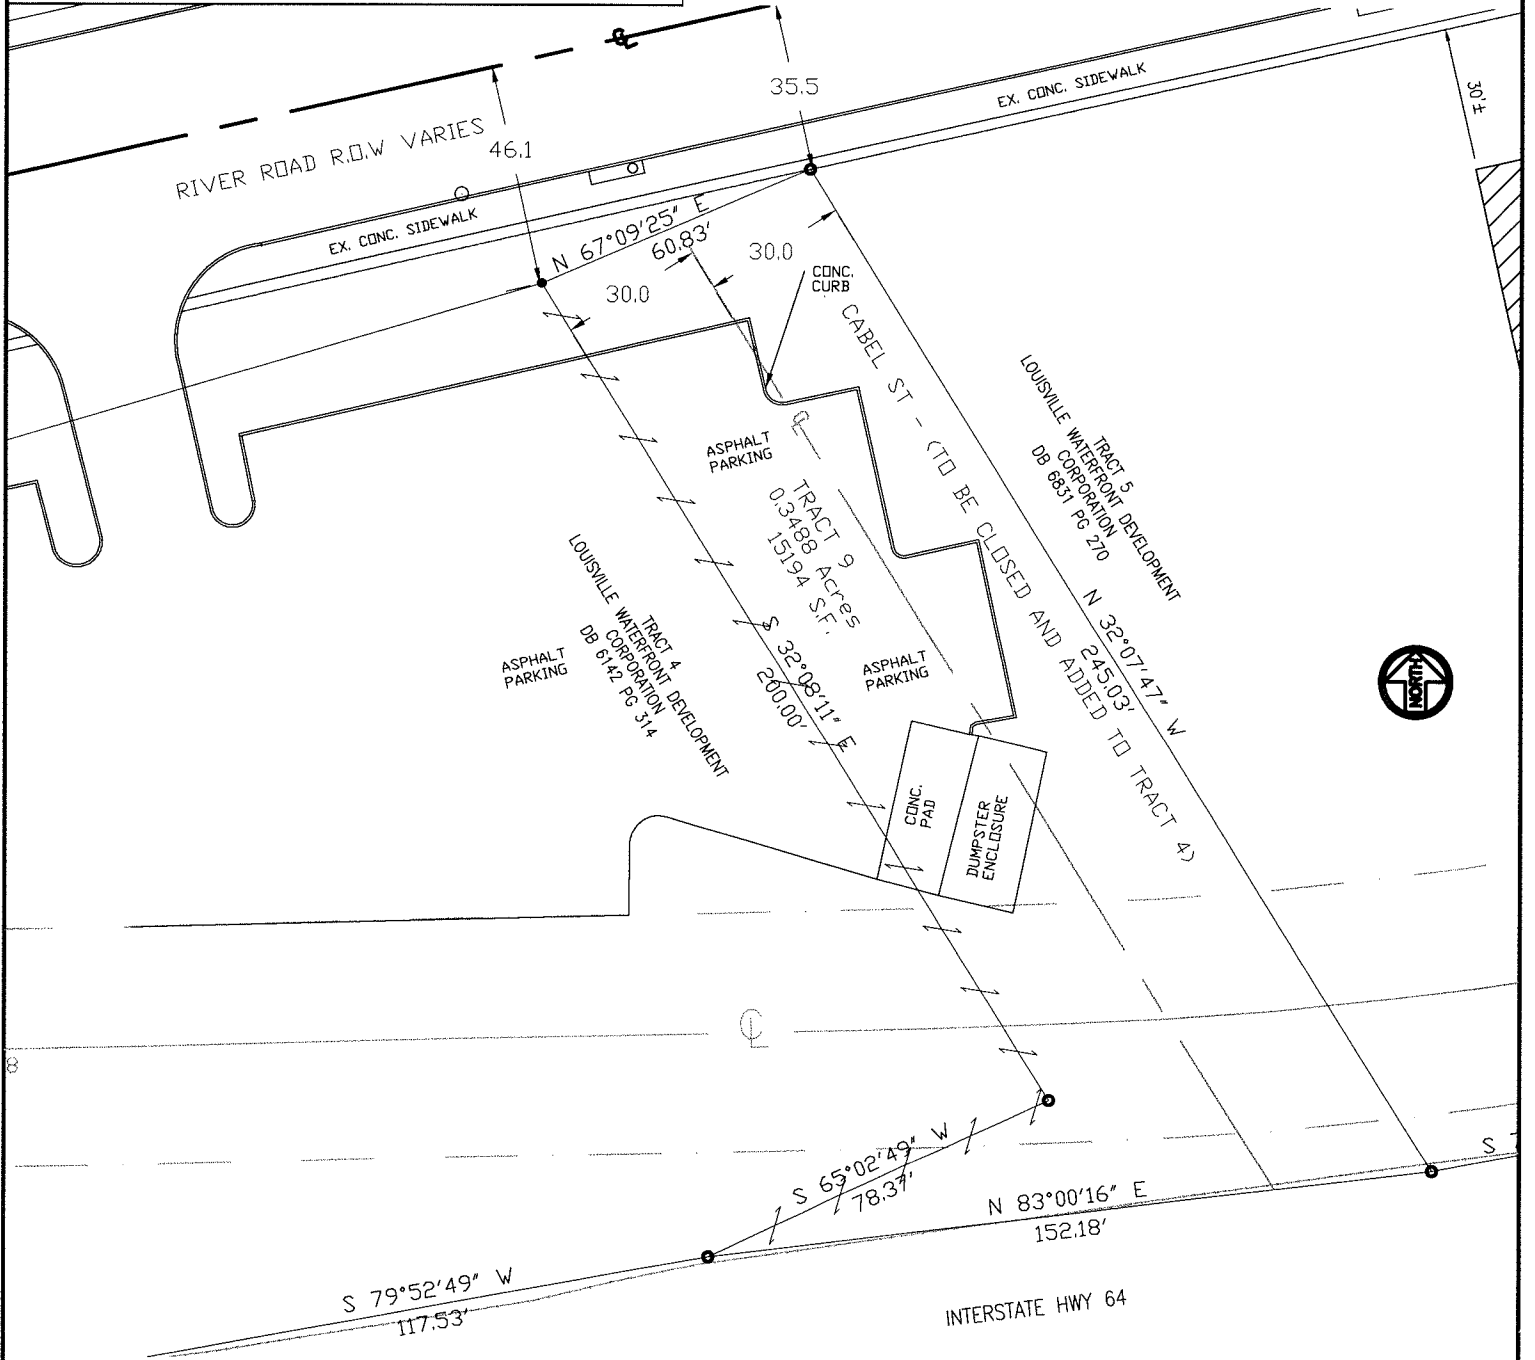 ℄
35.5
EX. CONC. SIDEWALK
30'±
RIVER ROAD R.O.W VARIES
46.1
EX. CONC. SIDEWALK
N 67°09'25" E
60.83'
30.0
30.0
CONC.
CURB
CABEL ST - (TO BE CLOSED AND ADDED TO TRACT 4)
TRACT 5
LOUISVILLE WATERFRONT DEVELOPMENT
CORPORATION
DB 6831 PG 270
℄
ASPHALT
PARKING
TRACT 9
0.3488 Acres
15194 S.F.
TRACT 4
LOUISVILLE WATERFRONT DEVELOPMENT
CORPORATION
DB 6142 PG 314
ASPHALT
PARKING
S 32°08'11" E
200.00'
ASPHALT
PARKING
N 32°07'47" W
245.03'
NORTH
CONC.
PAD
DUMPSTER
ENCLOSURE
℄
8
S 65°02'49" W
78.37'
N 83°00'16" E
152.18'
S
S 79°52'49" W
117.53'
INTERSTATE HWY 64